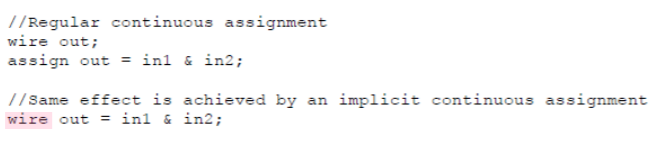 //Regular continuous assignment
wire out;
assign out = in1 & in2;
//Same effect is achieved by an implicit continuous assignment
wire out = in1 & in2;